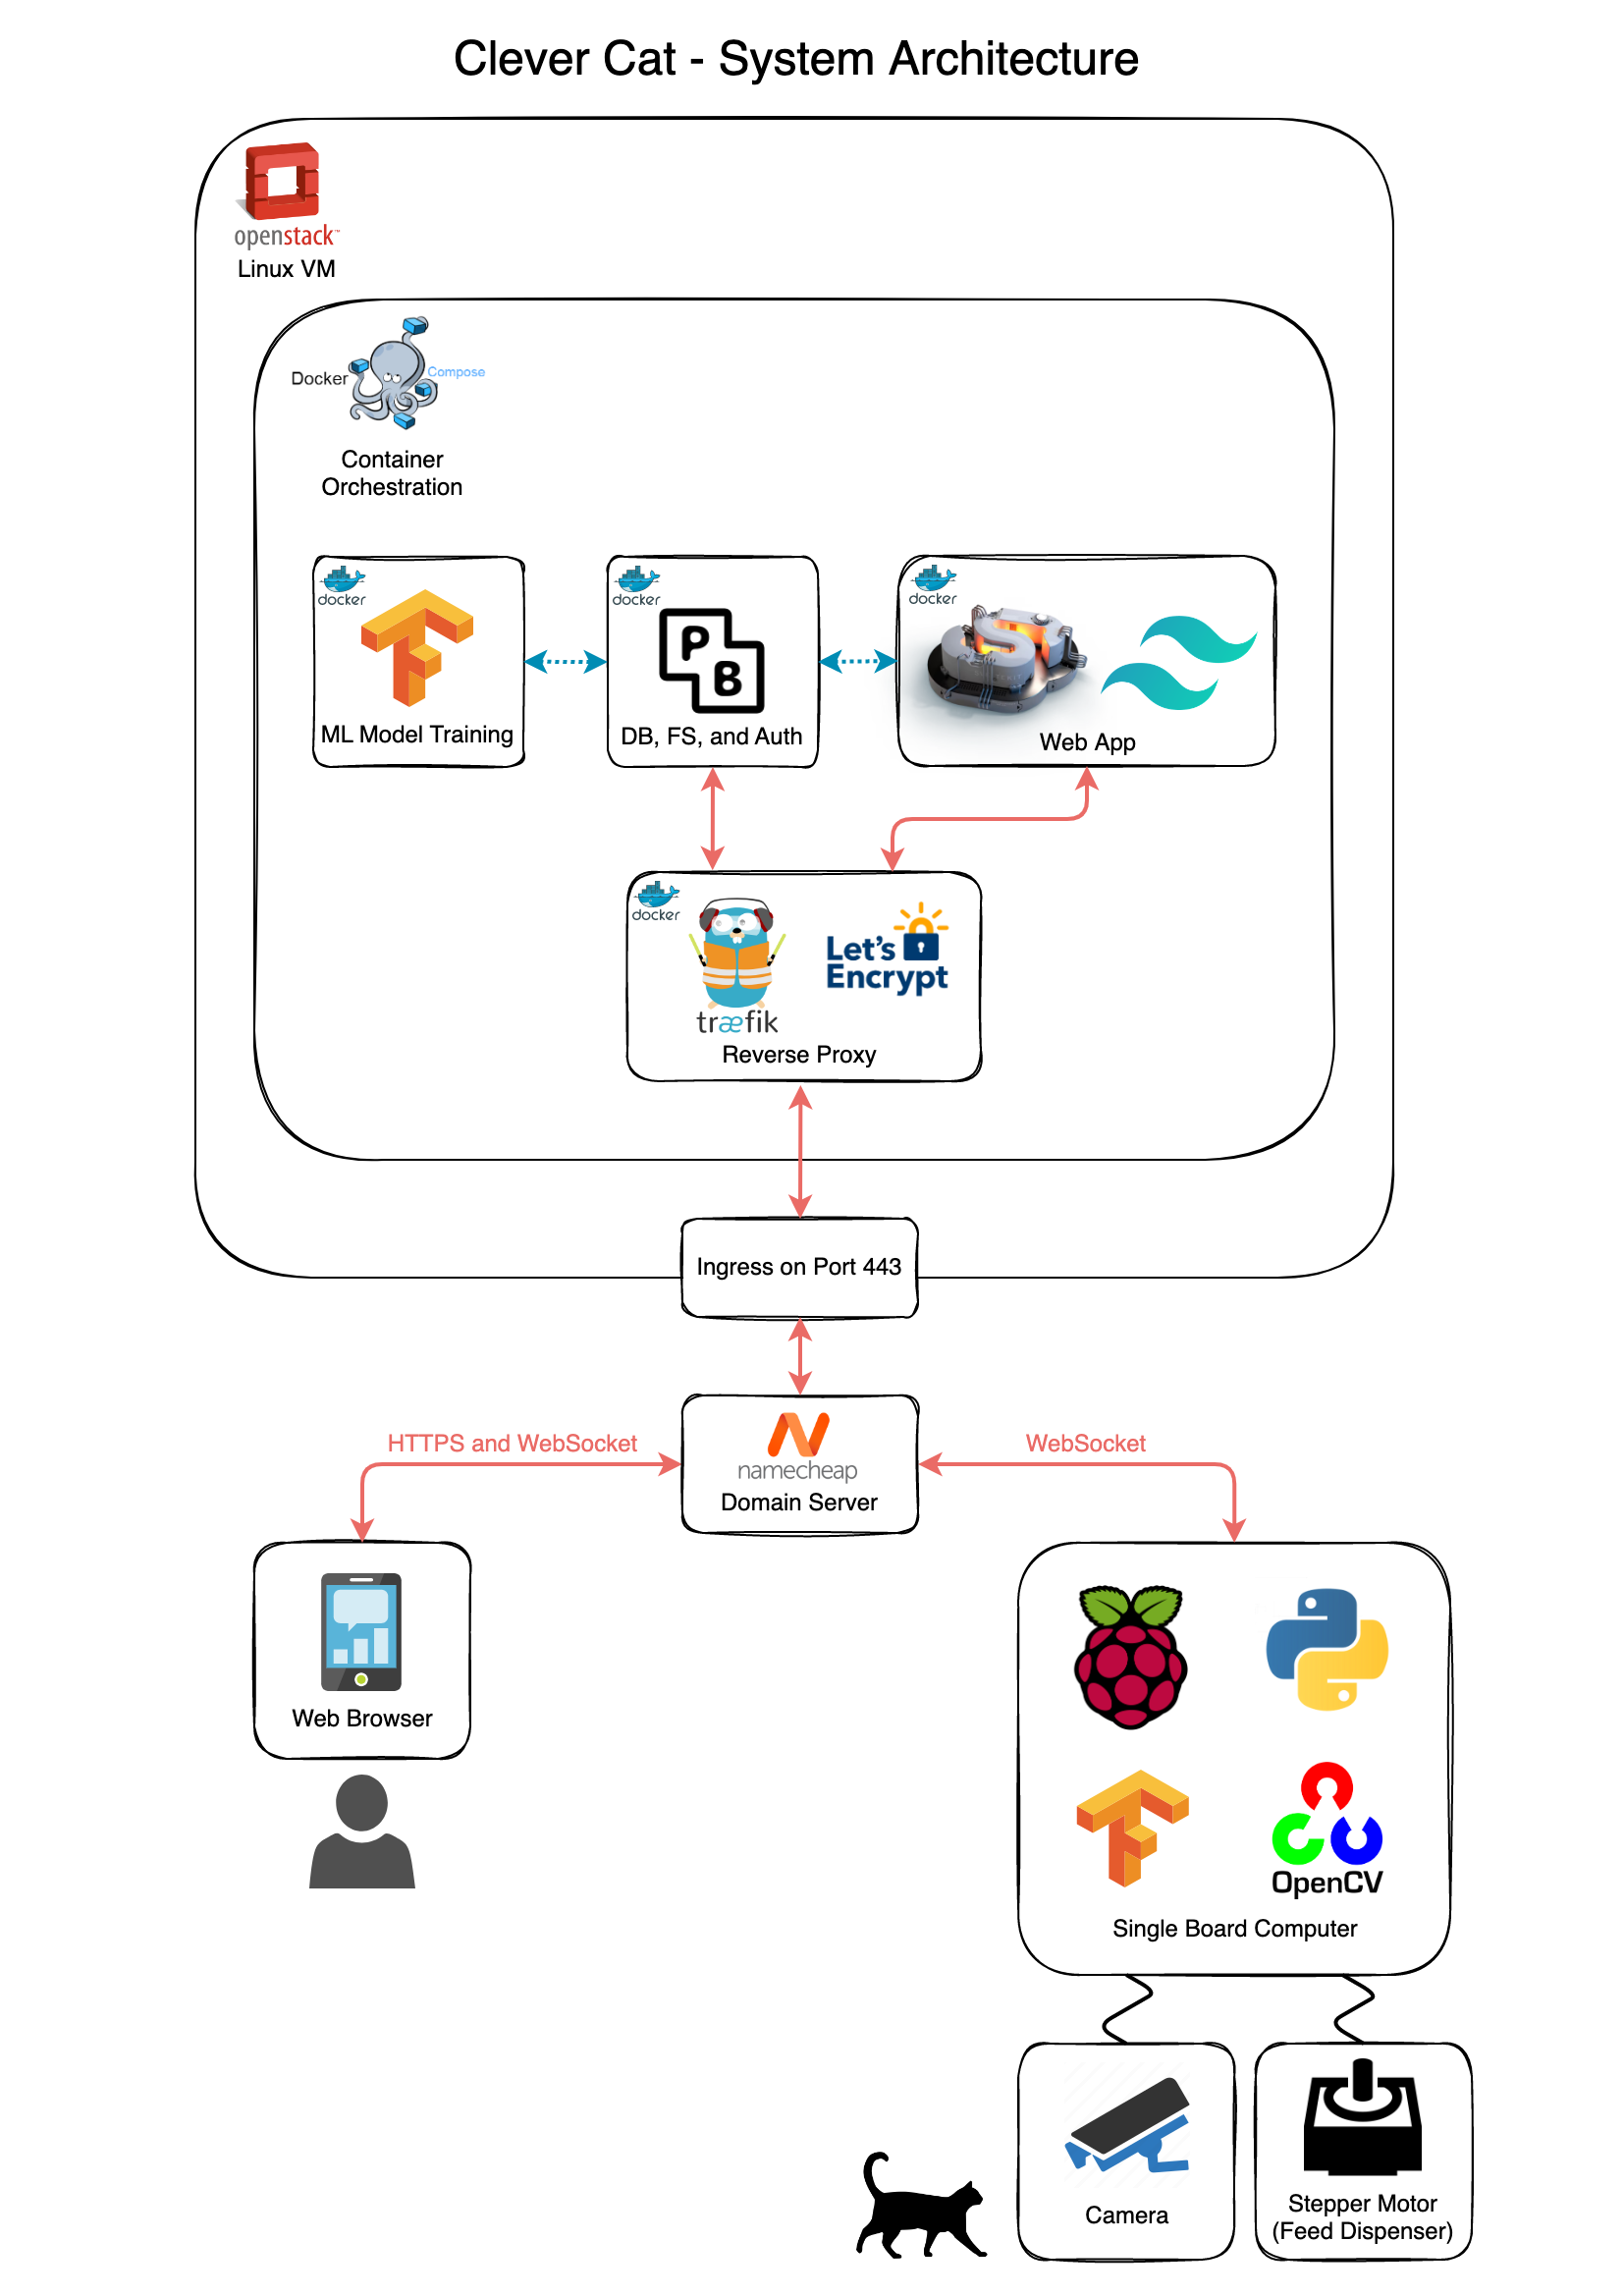 Clever Cat - System Architecture
openstack™
Linux VM
Docker
Compose
Container
Orchestration
docker
ML Model Training
docker
P
B
DB, FS, and Auth
docker
Web App
docker
træfik
Let's
Encrypt
Reverse Proxy
Ingress on Port 443
HTTPS and WebSocket
namecheap
Domain Server
WebSocket
Web Browser
OpenCV
Single Board Computer
Camera
Stepper Motor
(Feed Dispenser)